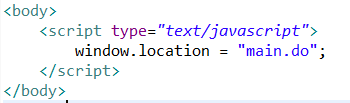 <body>
    <script type="text/javascript">
        window.location = "main.do";
    </script>
</body>